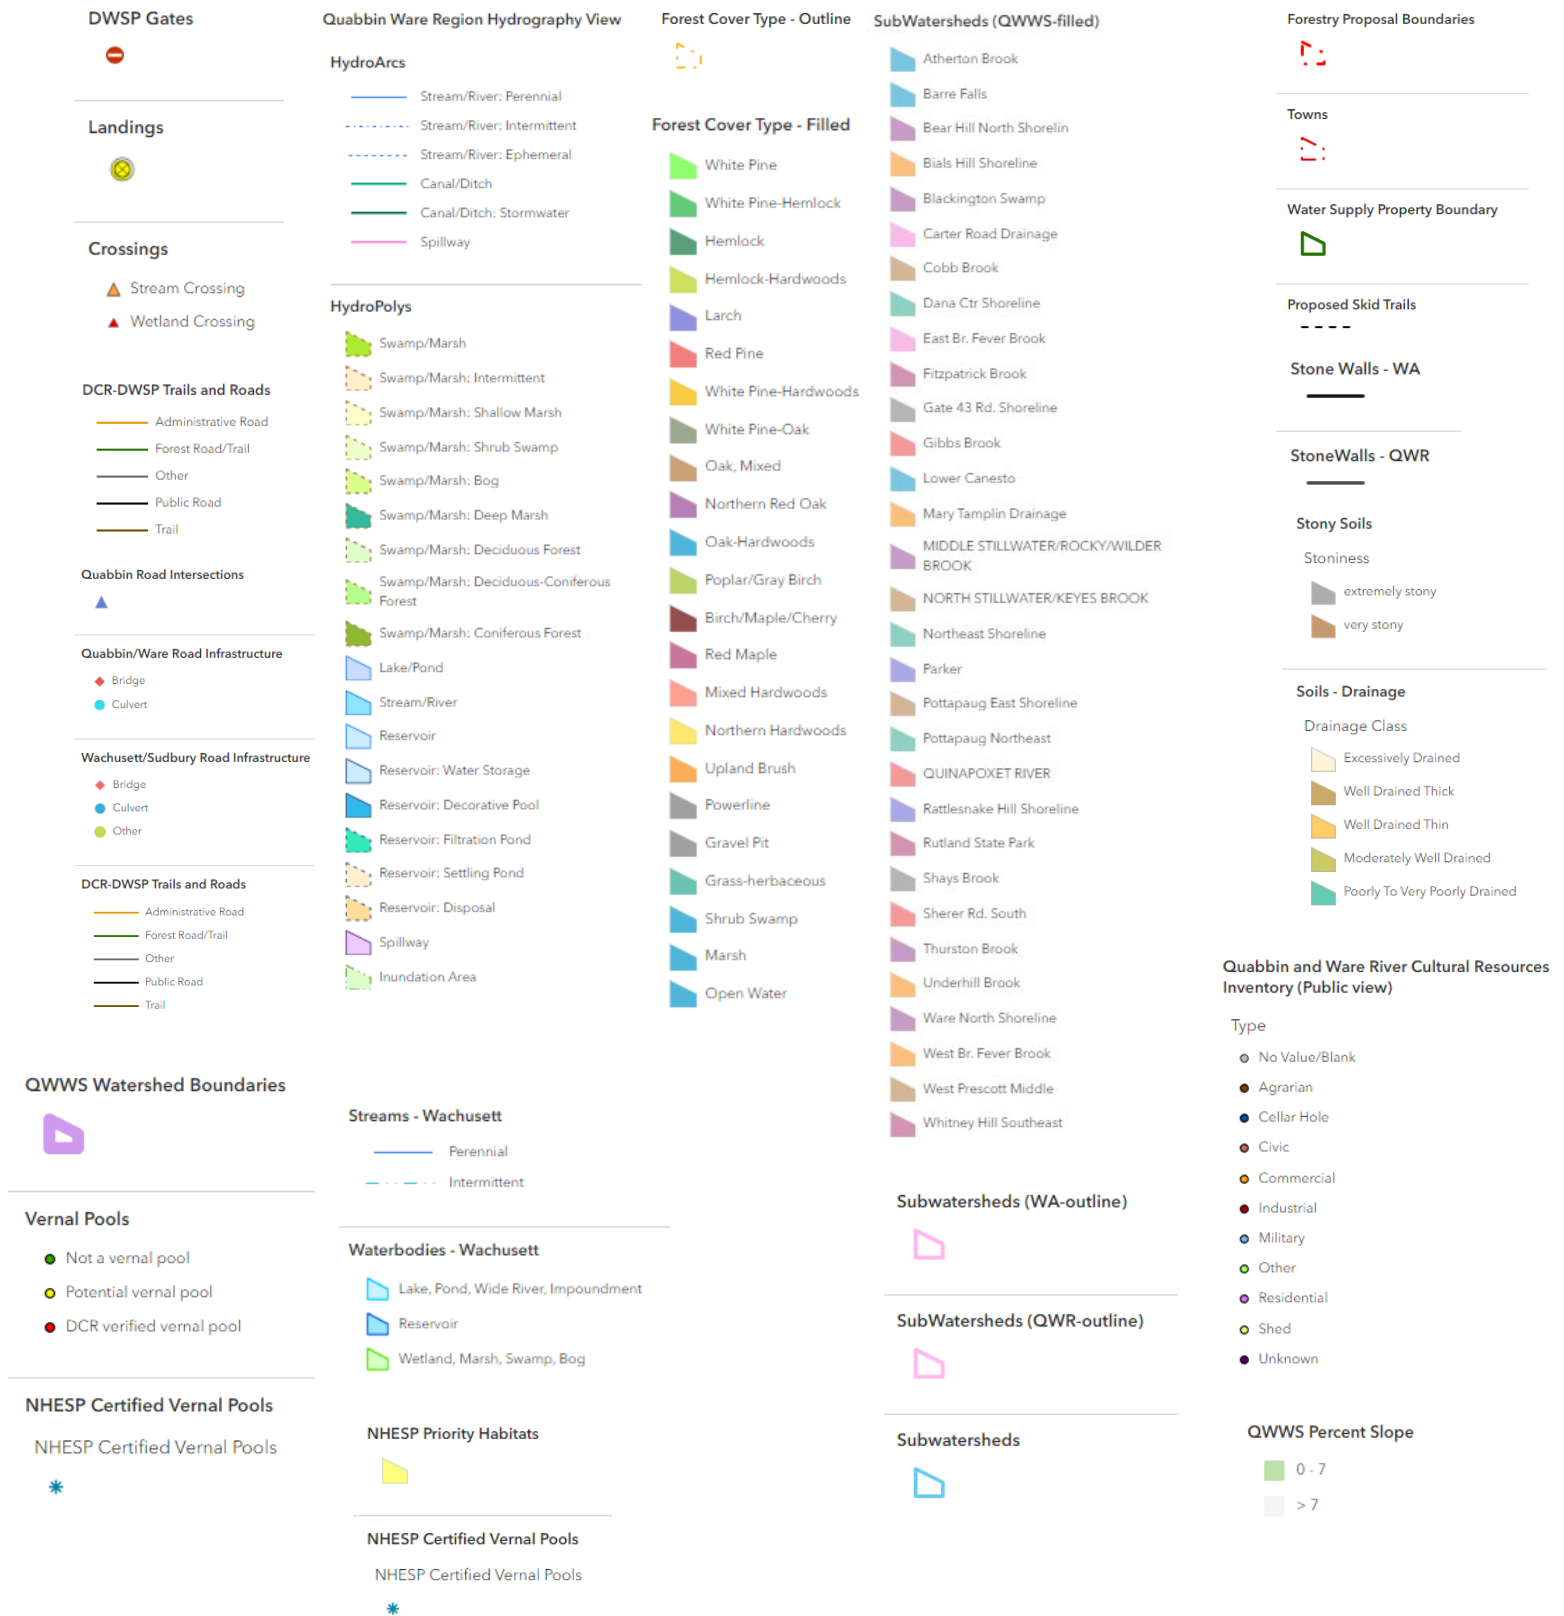 DWSP Gates
Landings
Crossings
Stream Crossing
Wetland Crossing
DCR-DWSP Trails and Roads
Administrative Road
Forest Road/Trail
Other
Public Road
Trail
Quabbin Road Intersections
Quabbin/Ware Road Infrastructure
Bridge
Culvert
Wachusett/Sudbury Road Infrastructure
Bridge
Culvert
Other
DCR-DWSP Trails and Roads
Administrative Road
Forest Road/Trail
Other
Public Road
Trail
QWWS Watershed Boundaries
Vernal Pools
Not a vernal pool
Potential vernal pool
DCR verified vernal pool
NHESP Certified Vernal Pools
NHESP Certified Vernal Pools
Quabbin Ware Region Hydrography View
HydroArcs
Stream/River: Perennial
Stream/River: Intermittent
Stream/River: Ephemeral
Canal/Ditch
Canal/Ditch: Stormwater
Spillway
HydroPolys
Swamp/Marsh
Swamp/Marsh: Intermittent
Swamp/Marsh: Shallow Marsh
Swamp/Marsh: Shrub Swamp
Swamp/Marsh: Bog
Swamp/Marsh: Deep Marsh
Swamp/Marsh: Deciduous Forest
Swamp/Marsh: Deciduous-Coniferous
Forest
Swamp/Marsh: Coniferous Forest
Lake/Pond
Stream/River
Reservoir
Reservoir: Water Storage
Reservoir: Decorative Pool
Reservoir: Filtration Pond
Reservoir: Settling Pond
Reservoir: Disposal
Spillway
Inundation Area
Streams - Wachusett
Perennial
Intermittent
Waterbodies - Wachusett
Lake, Pond, Wide River, Impoundment
Reservoir
Wetland, Marsh, Swamp, Bog
NHESP Priority Habitats
NHESP Certified Vernal Pools
NHESP Certified Vernal Pools
Forest Cover Type - Outline
Forest Cover Type - Filled
White Pine
White Pine-Hemlock
Hemlock
Hemlock-Hardwoods
Larch
Red Pine
White Pine-Hardwoods
White Pine-Oak
Oak, Mixed
Northern Red Oak
Oak-Hardwoods
Poplar/Gray Birch
Birch/Maple/Cherry
Red Maple
Mixed Hardwoods
Northern Hardwoods
Upland Brush
Powerline
Gravel Pit
Grass-herbaceous
Shrub Swamp
Marsh
Open Water
SubWatersheds (QWWS-filled)
Atherton Brook
Barre Falls
Bear Hill North Shorelin
Bials Hill Shoreline
Blackington Swamp
Carter Road Drainage
Cobb Brook
Dana Ctr Shoreline
East Br. Fever Brook
Fitzpatrick Brook
Gate 43 Rd. Shoreline
Gibbs Brook
Lower Canesto
Mary Tamplin Drainage
MIDDLE STILLWATER/ROCKY/WILDER
BROOK
NORTH STILLWATER/KEYES BROOK
Northeast Shoreline
Parker
Pottapaug East Shoreline
Pottapaug Northeast
QUINAPOXET RIVER
Rattlesnake Hill Shoreline
Rutland State Park
Shays Brook
Sherer Rd. South
Thurston Brook
Underhill Brook
Ware North Shoreline
West Br. Fever Brook
West Prescott Middle
Whitney Hill Southeast
Subwatersheds (WA-outline)
SubWatersheds (QWR-outline)
Subwatersheds
Forestry Proposal Boundaries
Towns
Water Supply Property Boundary
Proposed Skid Trails
Stone Walls - WA
StoneWalls - QWR
Stony Soils
Stoniness
extremely stony
very stony
Soils - Drainage
Drainage Class
Excessively Drained
Well Drained Thick
Well Drained Thin
Moderately Well Drained
Poorly To Very Poorly Drained
Quabbin and Ware River Cultural Resources
Inventory (Public view)
Type
No Value/Blank
Agrarian
Cellar Hole
Civic
Commercial
Industrial
Military
Other
Residential
Shed
Unknown
QWWS Percent Slope
0 - 7
> 7